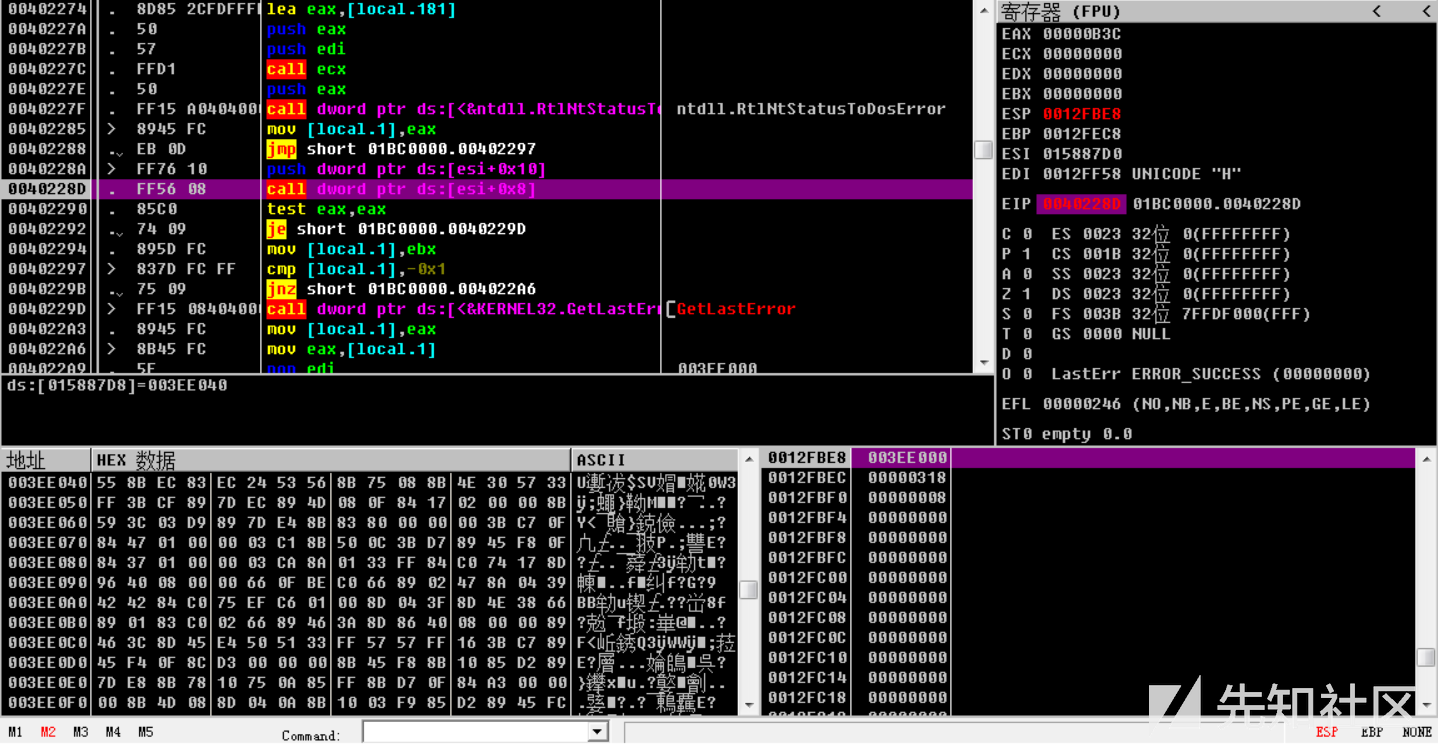 00402274 . 8D85 2CFDFFF lea eax,[local.181]
0040227A . 50 push eax
0040227B . 57 push edi
0040227C . FFD1 call ecx
0040227E . 50 push eax
0040227F . FF15 A0404000 call dword ptr ds:[<&ntdll.RtlNtStatusTo ntdll.RtlNtStatusToDosError
00402285 > 8945 FC mov [local.1],eax
00402288 . EB 0D jmp short 01BC0000.00402297
0040228A > FF76 10 push dword ptr ds:[esi+0x10]
0040228D . FF56 08 call dword ptr ds:[esi+0x8]
00402290 . 85C0 test eax,eax
00402292 . 74 09 je short 01BC0000.0040229D
00402294 . 895D FC mov [local.1],ebx
00402297 > 837D FC FF cmp [local.1],-0x1
0040229B . 75 09 jnz short 01BC0000.004022A6
0040229D > FF15 08404000 call dword ptr ds:[<&KERNEL32.GetLastErr GetLastError
004022A3 . 8945 FC mov [local.1],eax
004022A6 > 8B45 FC mov eax,[local.1]
004022A9 . 5F pop edi 003EE000
ds:[015887D8]=003EE040
寄存器 (FPU) < <
EAX 00000B3C
ECX 00000000
EDX 00000000
EBX 00000000
ESP 0012FBE8
EBP 0012FEC8
ESI 015887D0
EDI 0012FF58 UNICODE "H"
EIP 0040228D 01BC0000.0040228D
C 0 ES 0023 32位 0(FFFFFFFF)
P 1 CS 001B 32位 0(FFFFFFFF)
A 0 SS 0023 32位 0(FFFFFFFF)
Z 1 DS 0023 32位 0(FFFFFFFF)
S 0 FS 003B 32位 7FFDF000(FFF)
T 0 GS 0000 NULL
D 0
O 0 LastErr ERROR_SUCCESS (00000000)
EFL 00000246 (NO,NB,E,BE,NS,PE,GE,LE)
ST0 empty 0.0
地址 HEX 数据 ASCII
003EE040 55 8B EC 83 EC 24 53 56 8B 75 08 8B 4E 30 57 33
003EE050 FF 3B CF 89 7D EC 89 4D 08 0F 84 17 02 00 00 8B
003EE060 59 3C 03 D9 89 7D E4 8B 83 80 00 00 00 3B C7 0F
003EE070 84 47 01 00 00 03 C1 8B 50 0C 3B D7 89 45 F8 0F
003EE080 84 37 01 00 00 03 CA 8A 01 33 FF 84 C0 74 17 8D
003EE090 96 40 08 00 00 66 0F BE C0 66 89 02 47 8A 04 39
003EE0A0 42 42 84 C0 75 EF C6 01 00 8D 04 3F 8D 4E 38 66
003EE0B0 89 01 83 C0 02 66 89 46 3A 8D 86 40 08 00 00 89
003EE0C0 46 3C 8D 45 E4 50 51 33 FF 57 57 FF 16 3B C7 89
003EE0D0 45 F4 0F 8C D3 00 00 00 8B 45 F8 8B 10 85 D2 89
003EE0E0 7D E8 8B 78 10 75 0A 85 FF 8B D7 0F 84 A3 00 00
003EE0F0 00 8B 4D 08 8D 04 0A 8B 10 03 F9 85 D2 89 45 FC
0012FBE8 003EE000
0012FBEC 00000318
0012FBF0 00000008
0012FBF4 00000000
0012FBF8 00000000
0012FBFC 00000000
0012FC00 00000000
0012FC04 00000000
0012FC08 00000000
0012FC0C 00000000
0012FC10 00000000
0012FC14 00000000
0012FC18 00000000
先知社区
M1 M2 M3 M4 M5 Command: ESP EBP NONE